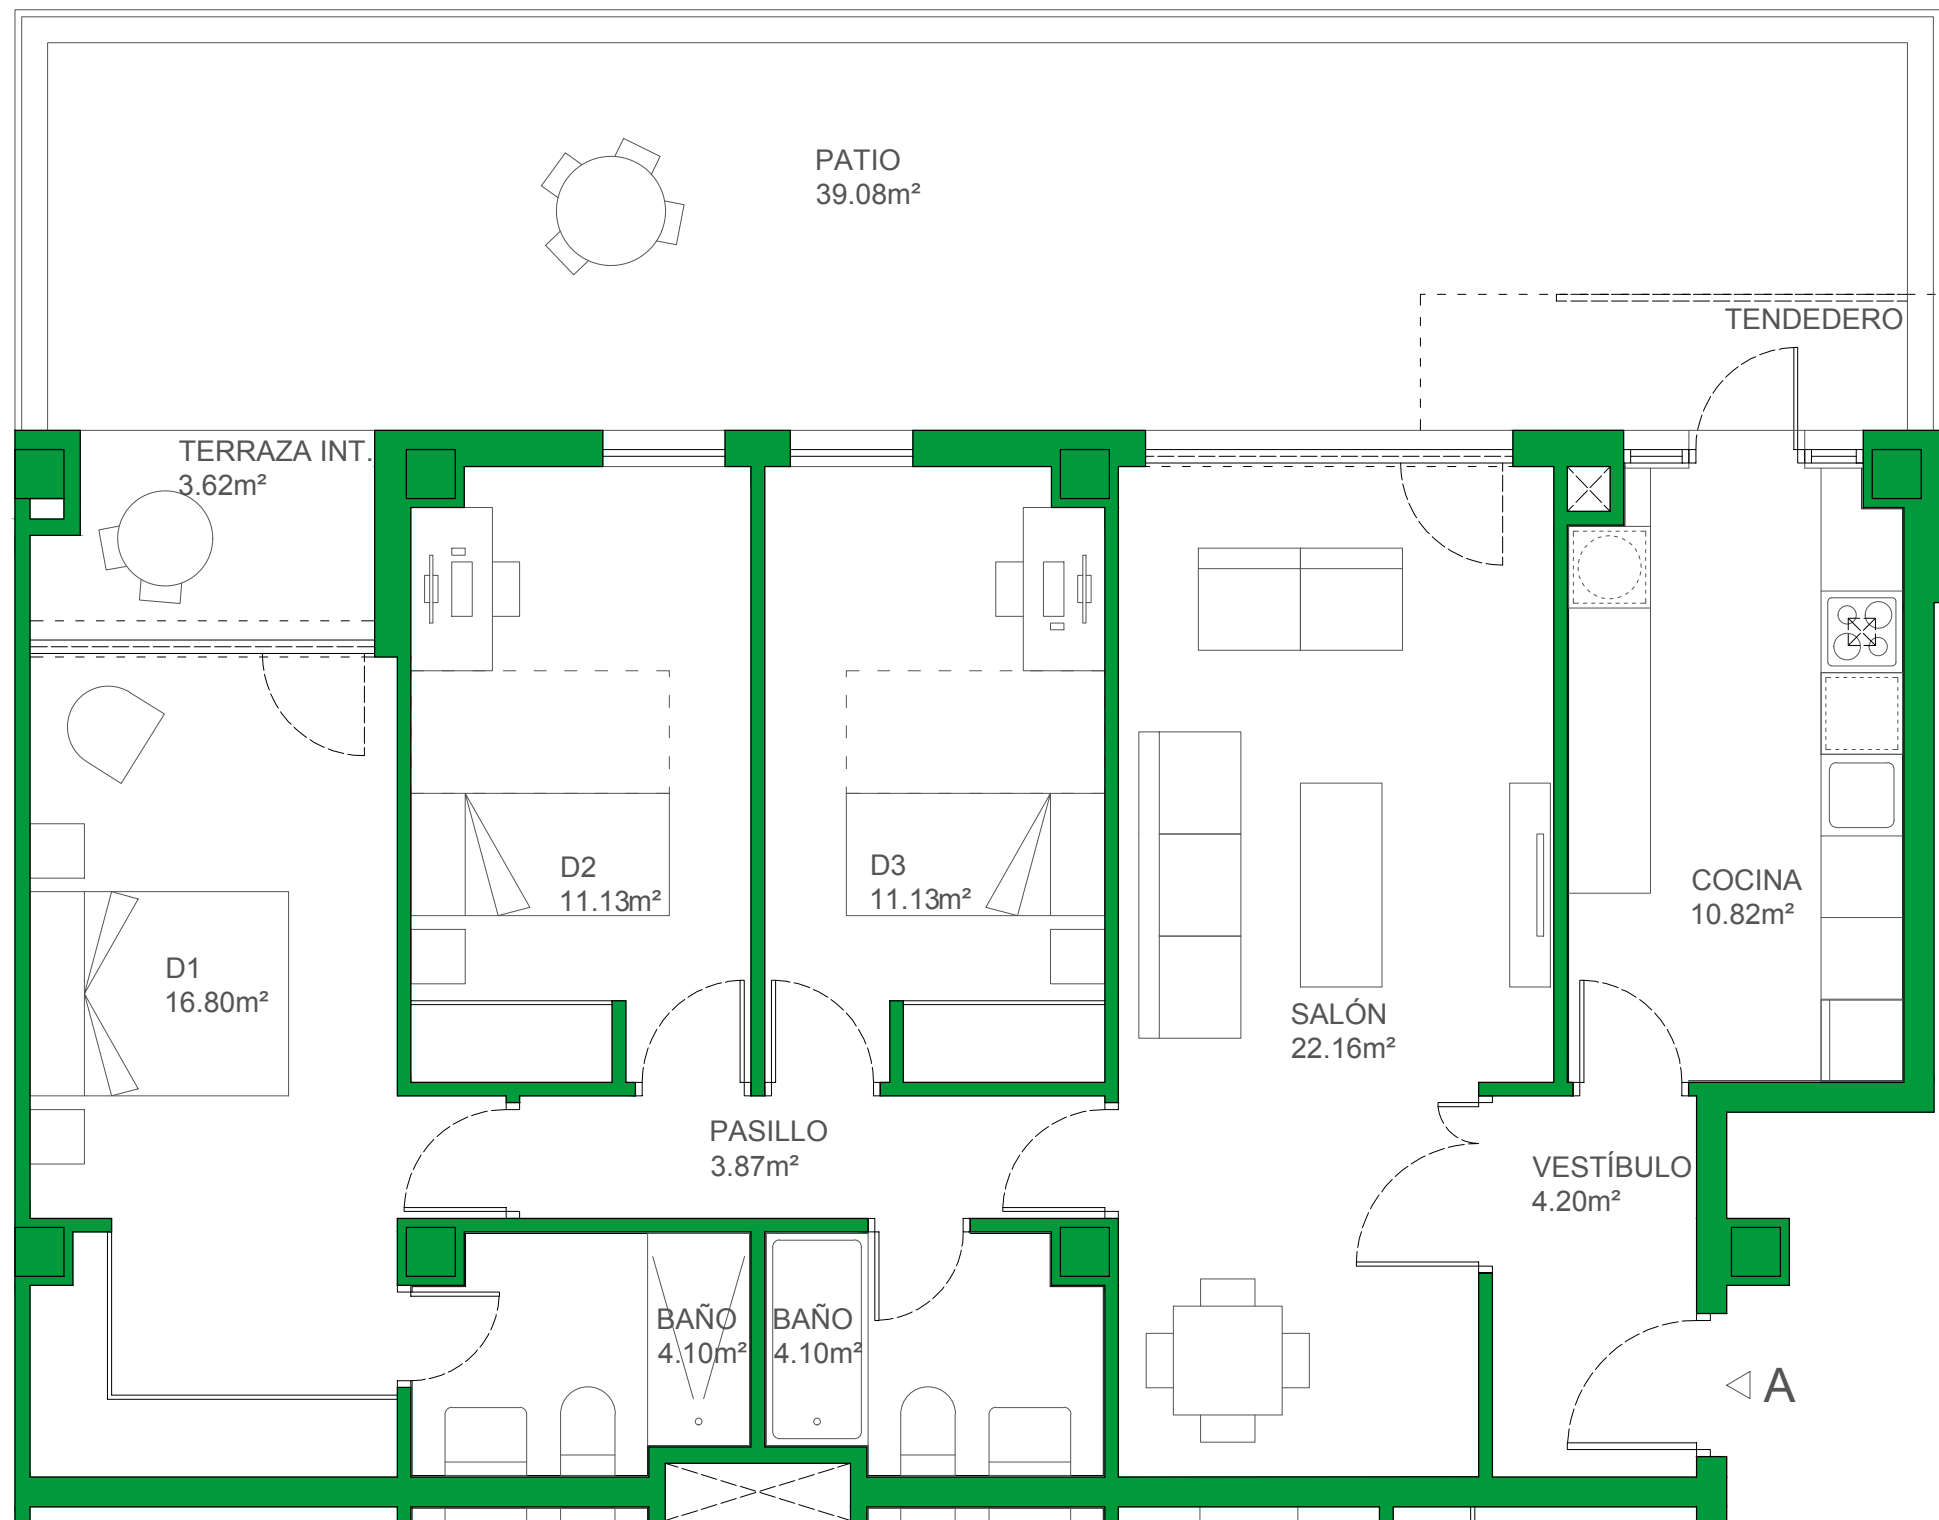 PATIO
39.08m²
TENDEDERO
TERRAZA INT.
3.62m²
D2
11.13m²
D3
11.13m²
COCINA
10.82m²
D1
16.80m²
SALÓN
22.16m²
PASILLO
3.87m²
VESTÍBULO
4.20m²
BAÑO
4.10m²
BAÑO
4.10m²
A